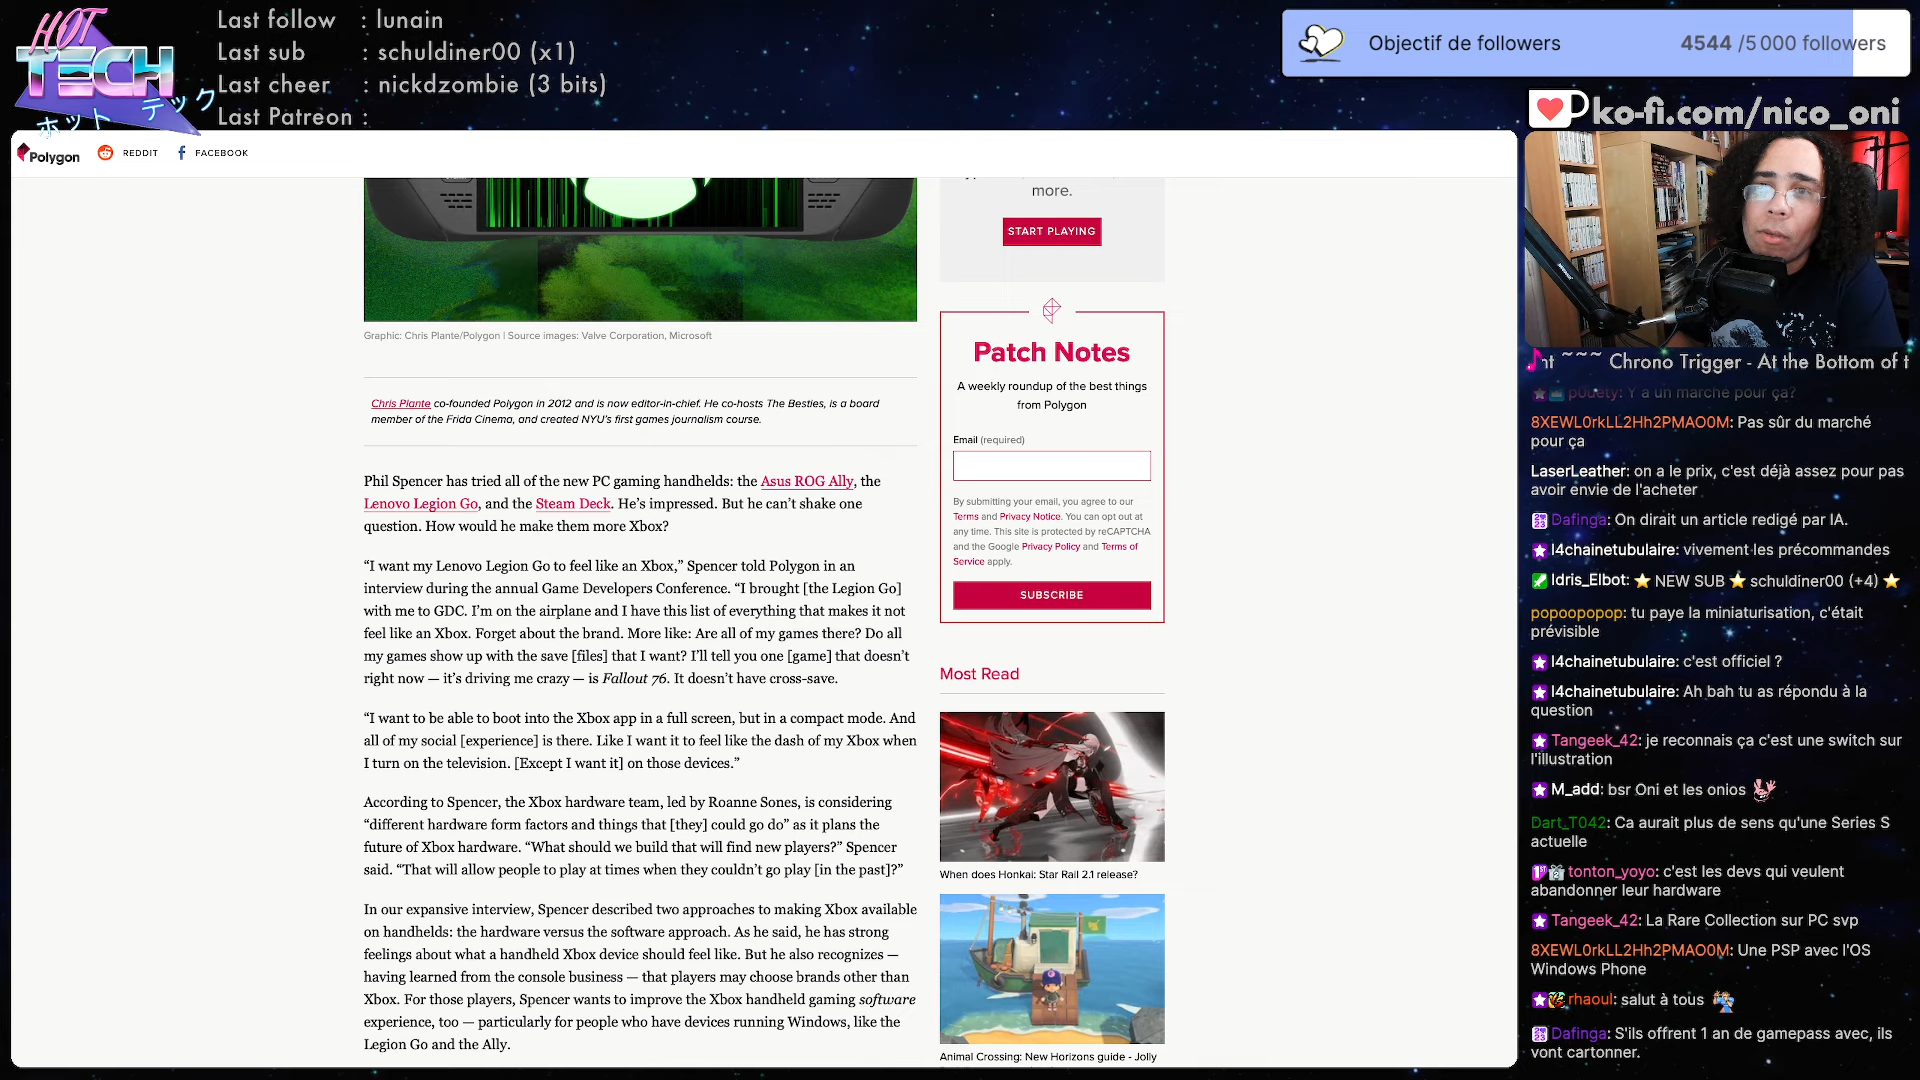 HOT
TECH
ホット テック
Last follow : lunain
Last sub : schuldiner00 (x1)
Last cheer : nickdzombie (3 bits)
Last Patreon :
Objectif de followers 4544 /5 000 followers
ko-fi.com/nico_oni
Polygon REDDIT FACEBOOK
Graphic: Chris Plante/Polygon | Source images: Valve Corporation, Microsoft
Chris Plante co-founded Polygon in 2012 and is now editor-in-chief. He co-hosts The Besties, is a board
member of the Frida Cinema, and created NYU’s first games journalism course.
Phil Spencer has tried all of the new PC gaming handhelds: the Asus ROG Ally, the
Lenovo Legion Go, and the Steam Deck. He’s impressed. But he can’t shake one
question. How would he make them more Xbox?
“I want my Lenovo Legion Go to feel like an Xbox,” Spencer told Polygon in an
interview during the annual Game Developers Conference. “I brought [the Legion Go]
with me to GDC. I’m on the airplane and I have this list of everything that makes it not
feel like an Xbox. Forget about the brand. More like: Are all of my games there? Do all
my games show up with the save [files] that I want? I’ll tell you one [game] that doesn’t
right now — it’s driving me crazy — is Fallout 76. It doesn’t have cross-save.
“I want to be able to boot into the Xbox app in a full screen, but in a compact mode. And
all of my social [experience] is there. Like I want it to feel like the dash of my Xbox when
I turn on the television. [Except I want it] on those devices.”
According to Spencer, the Xbox hardware team, led by Roanne Sones, is considering
“different hardware form factors and things that [they] could go do” as it plans the
future of Xbox hardware. “What should we build that will find new players?” Spencer
said. “That will allow people to play at times when they couldn’t go play [in the past]?”
In our expansive interview, Spencer described two approaches to making Xbox available
on handhelds: the hardware versus the software approach. As he said, he has strong
feelings about what a handheld Xbox device should feel like. But he also recognizes —
having learned from the console business — that players may choose brands other than
Xbox. For those players, Spencer wants to improve the Xbox handheld gaming software
experience, too — particularly for people who have devices running Windows, like the
Legion Go and the Ally.
more.
START PLAYING
Patch Notes
A weekly roundup of the best things
from Polygon
Email (required)
By submitting your email, you agree to our
Terms and Privacy Notice. You can opt out at
any time. This site is protected by reCAPTCHA
and the Google Privacy Policy and Terms of
Service apply.
SUBSCRIBE
Most Read
When does Honkai: Star Rail 2.1 release?
Animal Crossing: New Horizons guide - Jolly
nt ~~~ Chrono Trigger - At the Bottom of t
pouety: Y a un marché pour ça?
8XEWL0rkLL2Hh2PMAO0M: Pas sûr du marché
pour ça
LaserLeather: on a le prix, c'est déjà assez pour pas
avoir envie de l'acheter
Dafinga: On dirait un article redigé par IA.
l4chainetubulaire: vivement les précommandes
Idris_Elbot: ⭐ NEW SUB ⭐ schuldiner00 (+4) ⭐
popoopopop: tu paye la miniaturisation, c'était
prévisible
l4chainetubulaire: c'est officiel ?
l4chainetubulaire: Ah bah tu as répondu à la
question
Tangeek_42: je reconnais ça c'est une switch sur
l'illustration
M_add: bsr Oni et les onios
Dart_T042: Ca aurait plus de sens qu'une Series S
actuelle
tonton_yoyo: c'est les devs qui veulent
abandonner leur hardware
Tangeek_42: La Rare Collection sur PC svp
8XEWL0rkLL2Hh2PMAO0M: Une PSP avec l'OS
Windows Phone
rhaoul: salut à tous
Dafinga: S'ils offrent 1 an de gamepass avec, ils
vont cartonner.